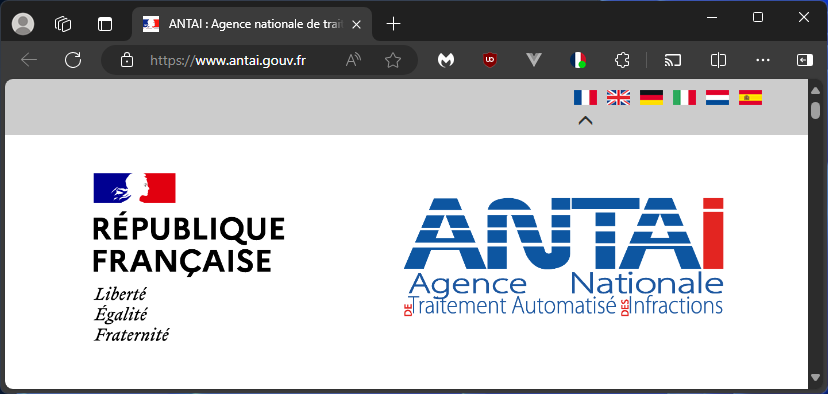 ANTAI : Agence nationale de trai
https://www.antai.gouv.fr
RÉPUBLIQUE
FRANÇAISE
Liberté
Égalité
Fraternité
ANTAI
Agence Nationale
DE Traitement Automatisé DES Infractions